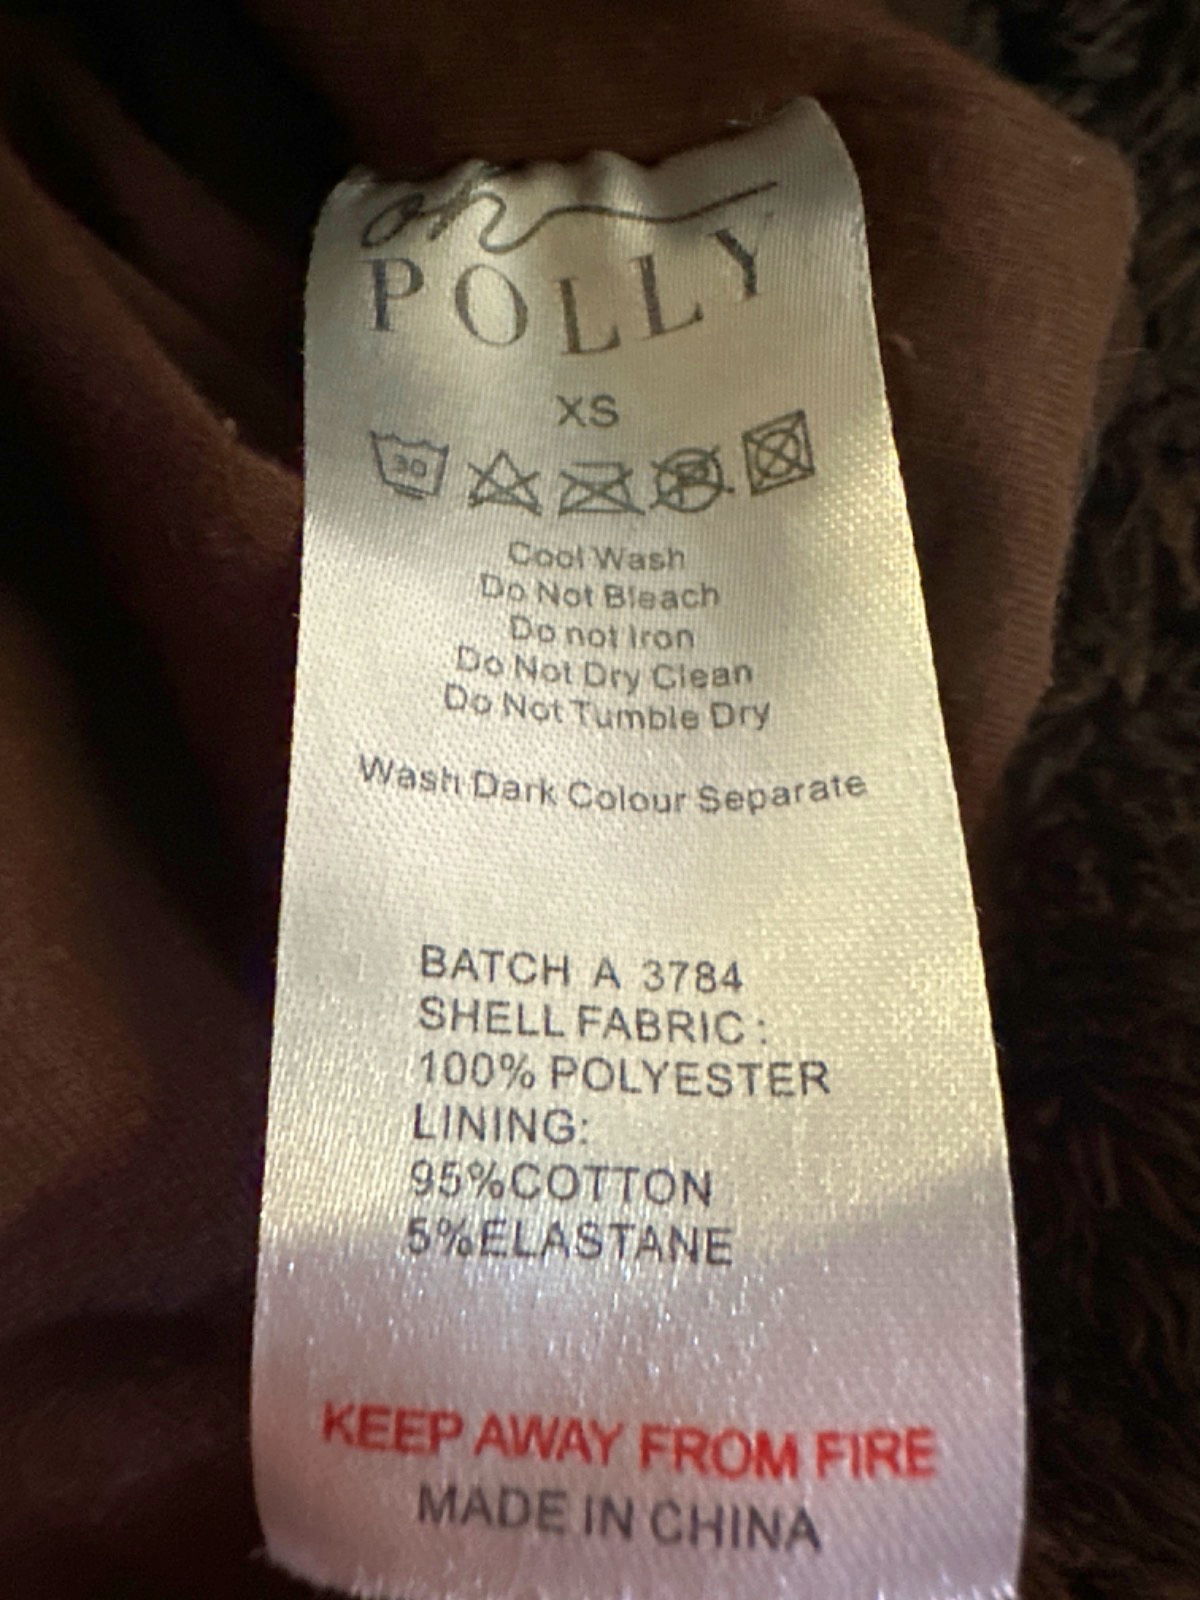 oh
POLLY
XS
30
Cool Wash
Do Not Bleach
Do not Iron
Do Not Dry Clean
Do Not Tumble Dry
Wash Dark Colour Separate
BATCH A 3784
SHELL FABRIC :
100% POLYESTER
LINING:
95%COTTON
5%ELASTANE
KEEP AWAY FROM FIRE
MADE IN CHINA